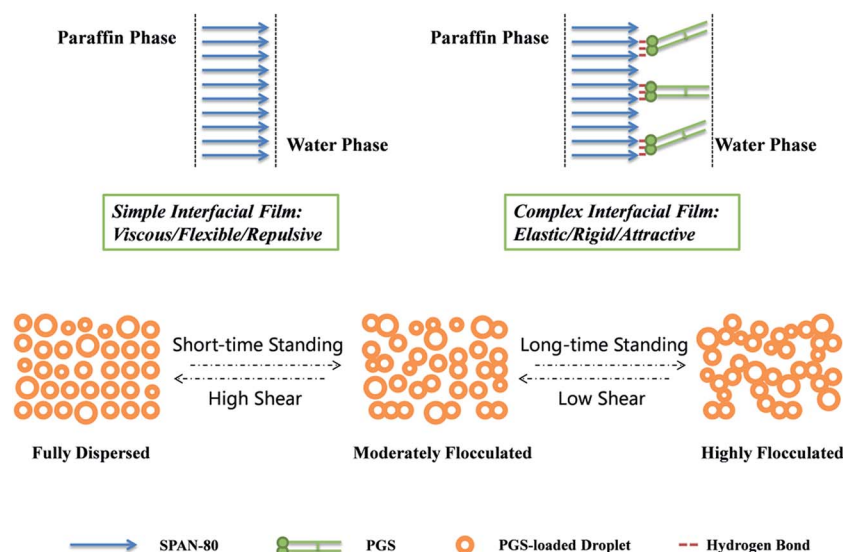 Paraffin Phase
Water Phase
Paraffin Phase
Water Phase
Simple Interfacial Film:
Viscous/Flexible/Repulsive
Complex Interfacial Film:
Elastic/Rigid/Attractive
Short-time Standing
High Shear
Long-time Standing
Low Shear
Fully Dispersed
Moderately Flocculated
Highly Flocculated
SPAN-80
PGS
PGS-loaded Droplet
Hydrogen Bond